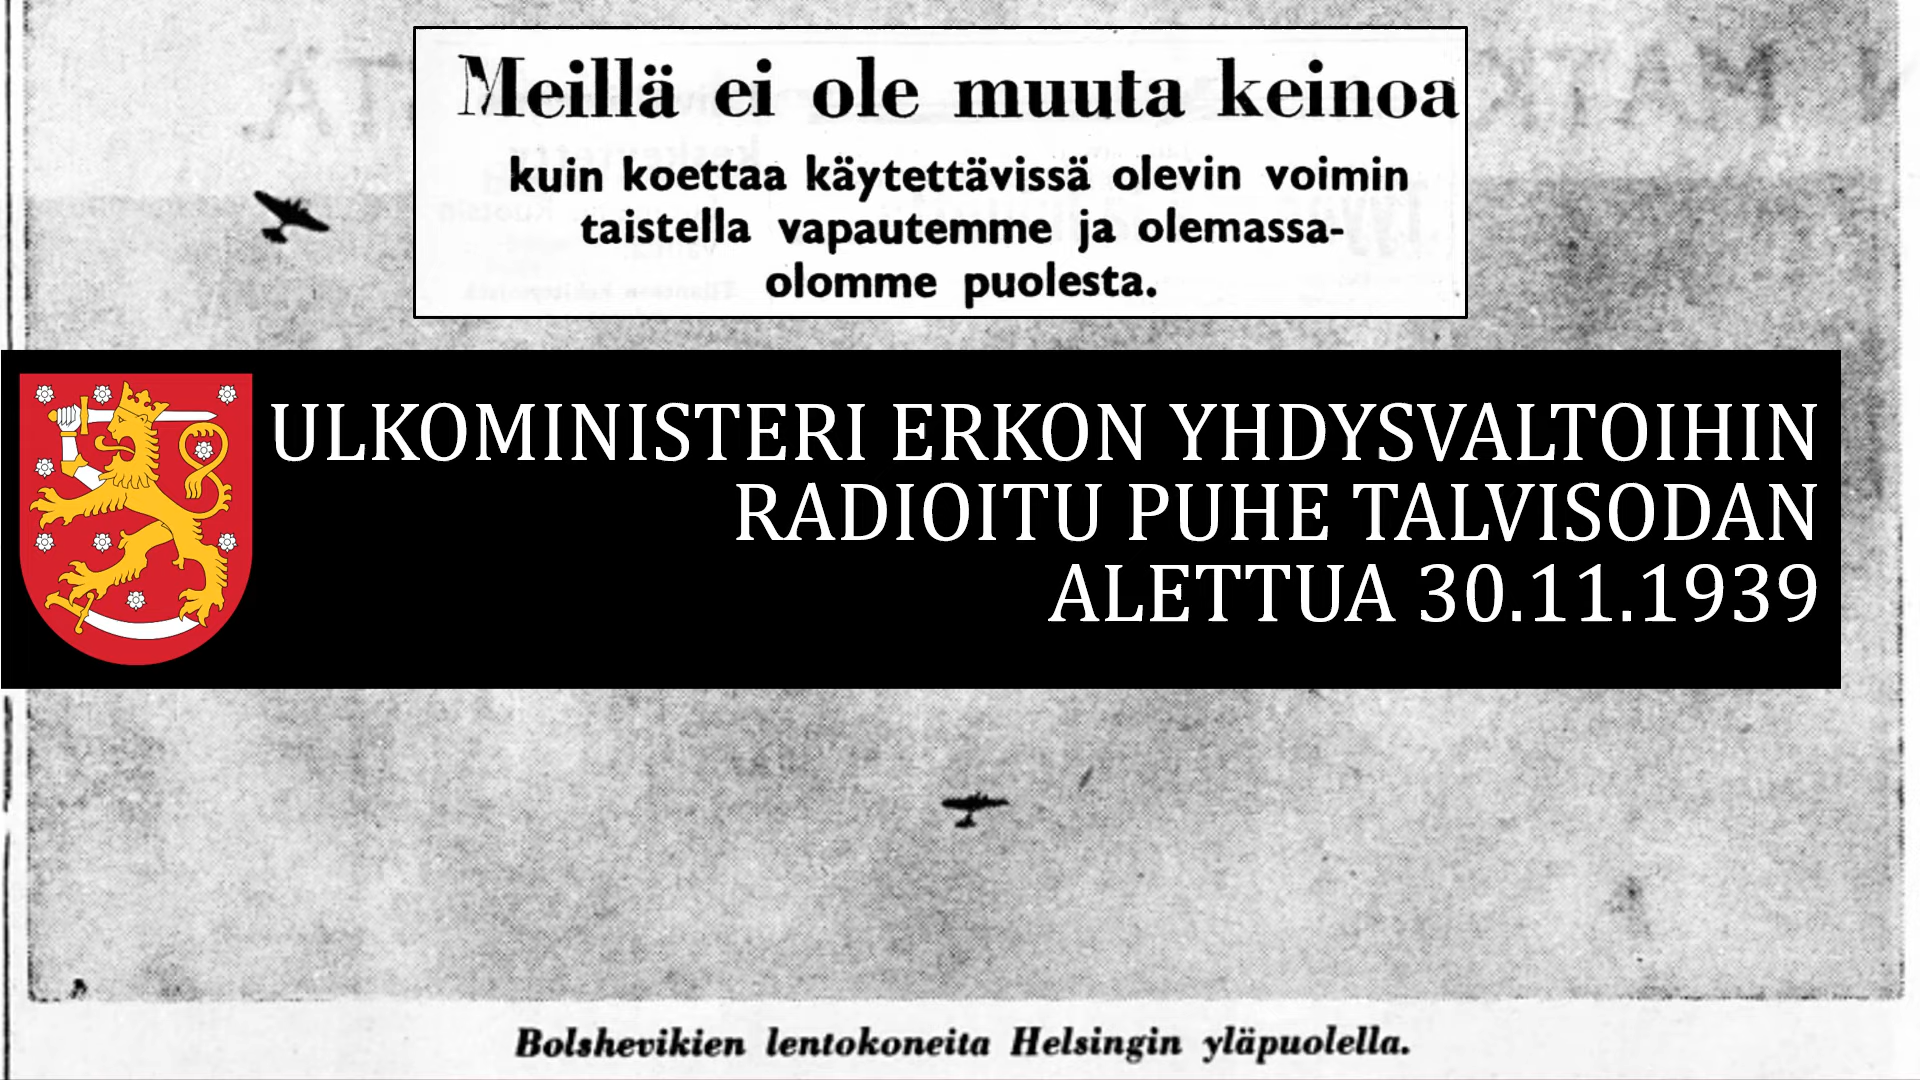 Meillä ei ole muuta keinoa
kuin koettaa käytettävissä olevin voimin
taistella vapautemme ja olemassa-
olomme puolesta.
ULKOMINISTERI ERKON YHDYSVALTOIHIN
RADIOITU PUHE TALVISODAN
ALETTUA 30.11.1939
Bolshevikien lentokoneita Helsingin yläpuolella.